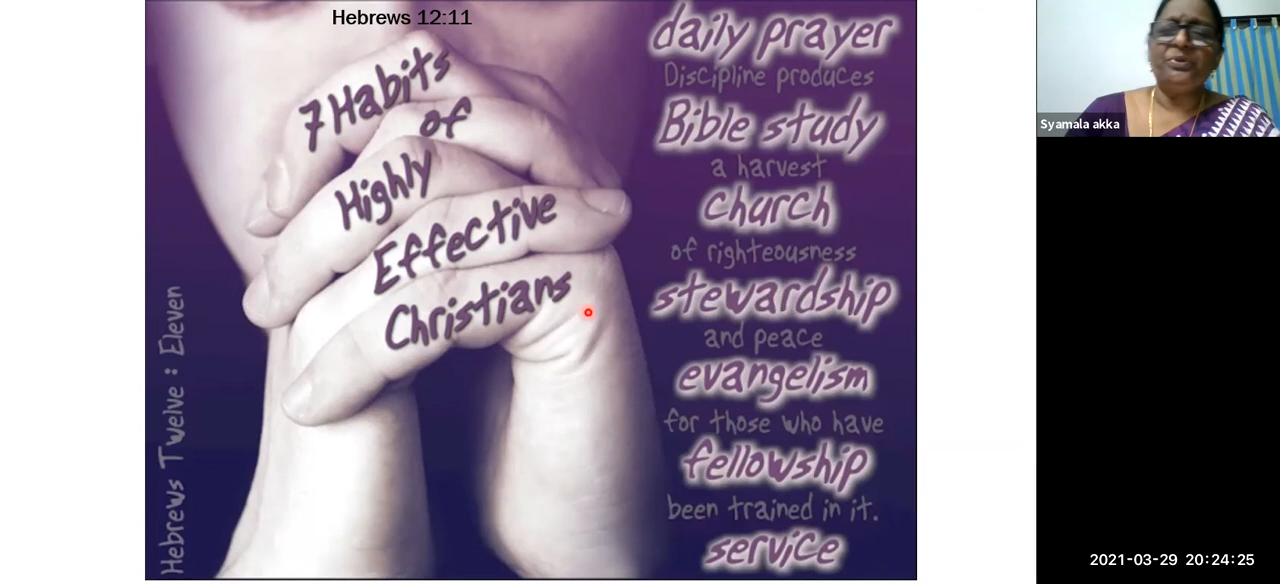 Hebrews 12:11
7 Habits
of
Highly
Effective
Christians
Hebrews Twelve : Eleven
daily prayer
Discipline produces
Bible study
a harvest
church
of righteousness
stewardship
and peace
evangelism
for those who have
fellowship
been trained in it.
service
Syamala akka
2021-03-29 20:24:25